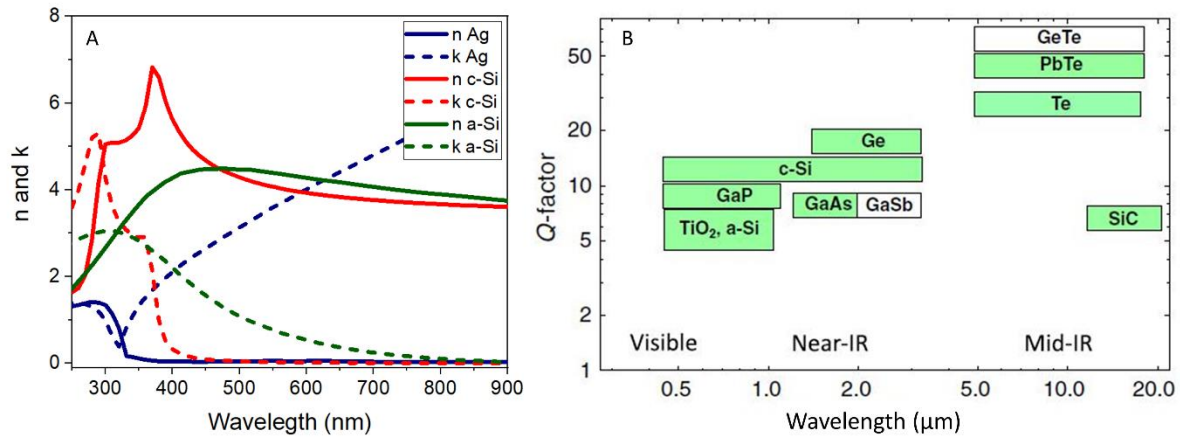 A
n Ag
k Ag
n c-Si
k c-Si
n a-Si
k a-Si
8
6
4
2
0
n and k
300 400 500 600 700 800 900
Wavelegth (nm)
B
50
20
10
5
2
1
Q-factor
GeTe
PbTe
Te
Ge
c-Si
GaP
GaAs GaSb
TiO₂, a-Si
SiC
Visible Near-IR Mid-IR
0.5 1.0 2.0 5.0 10.0 20.0
Wavelength (μm)